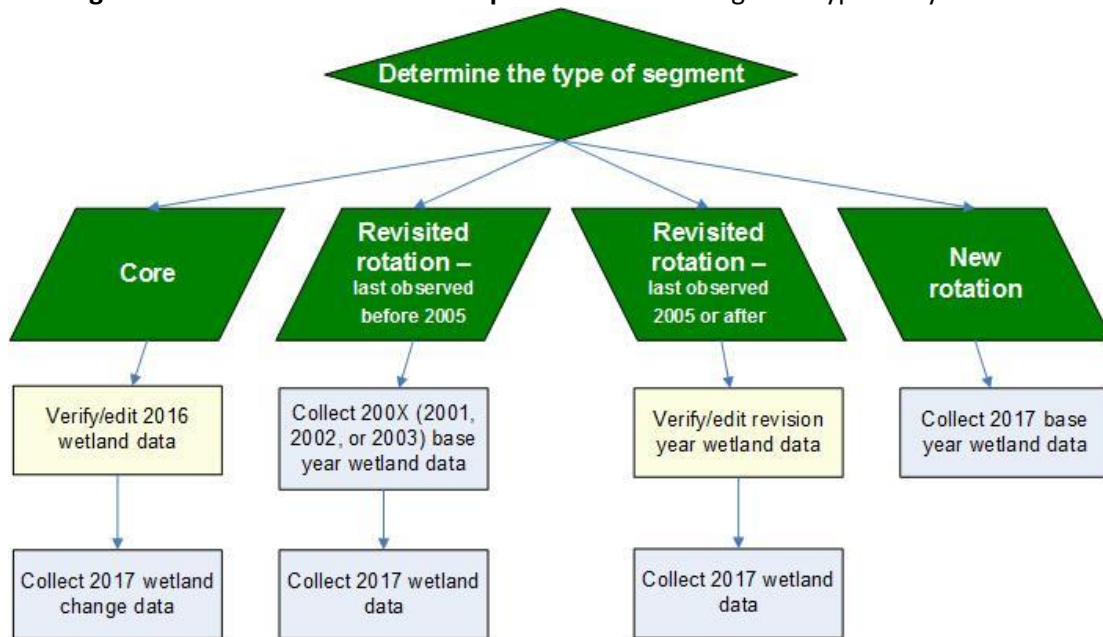 Determine the type of segment
Core
Revisited
rotation –
last observed
before 2005
Revisited
rotation –
last observed
2005 or after
New
rotation
Verify/edit 2016
wetland data
Collect 200X (2001,
2002, or 2003) base
year wetland data
Verify/edit revision
year wetland data
Collect 2017 base
year wetland data
Collect 2017 wetland
change data
Collect 2017 wetland
data
Collect 2017 wetland
data